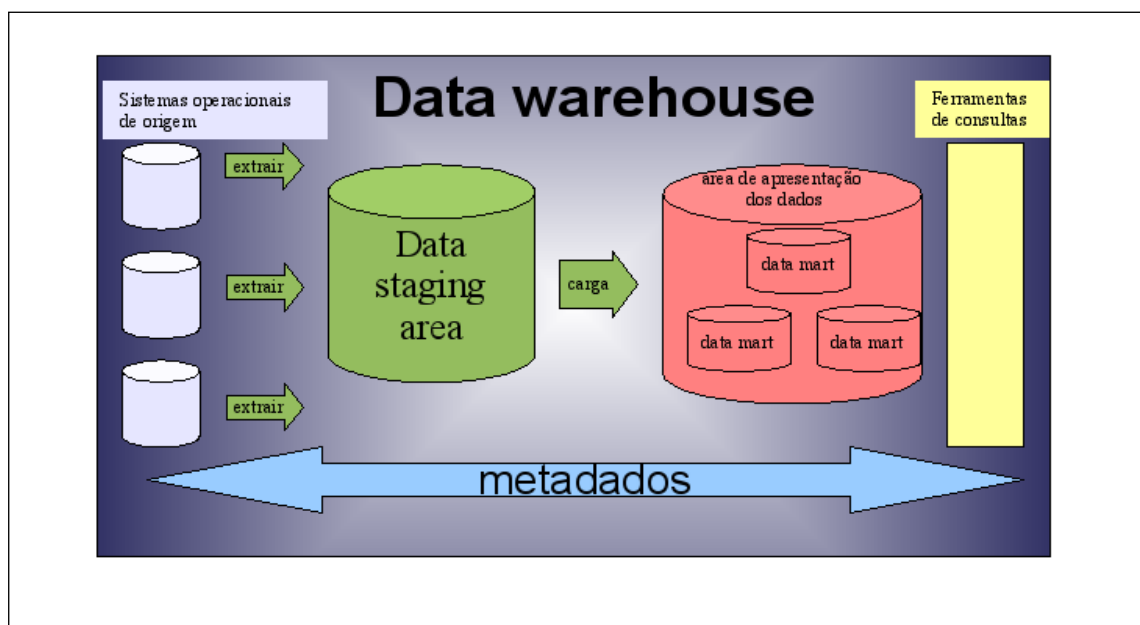 Data warehouse
Sistemas operacionais
de origem
Ferramentas
de consultas
extrair
extrair
extrair
Data
staging
area
carga
área de apresentação
dos dados
data mart
data mart
data mart
metadados